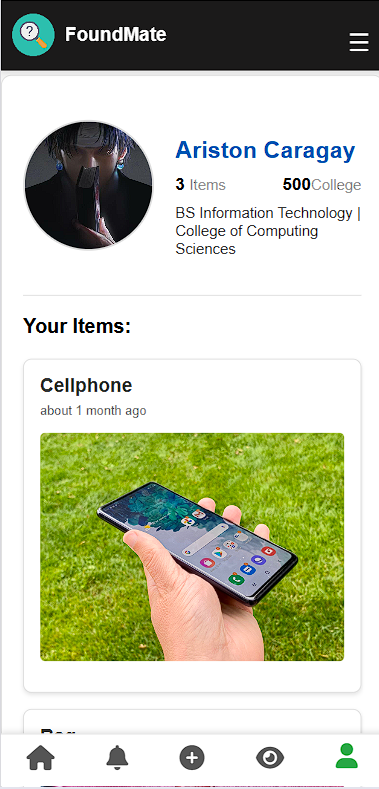 ?
FoundMate
Ariston Caragay
3 Items 500College
BS Information Technology |
College of Computing
Sciences
Your Items:
Cellphone
about 1 month ago